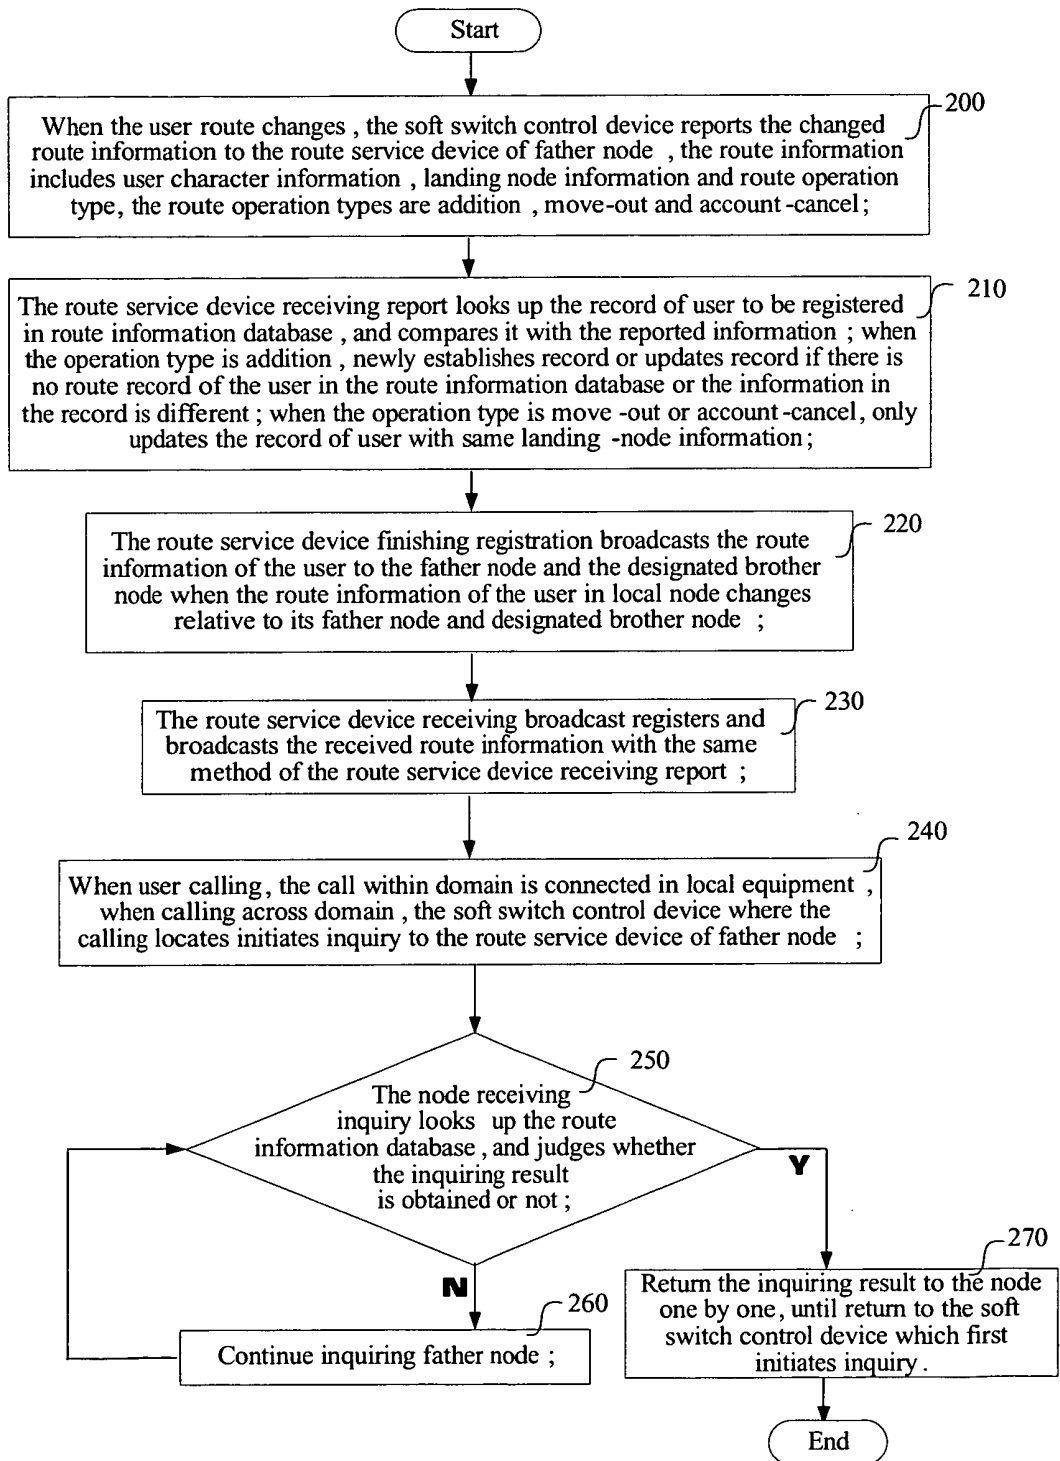 Start
200
When the user route changes , the soft switch control device reports the changed
route information to the route service device of father node , the route information
includes user character information , landing node information and route operation
type, the route operation types are addition , move-out and account -cancel;
210
The route service device receiving report looks up the record of user to be registered
in route information database , and compares it with the reported information ; when
the operation type is addition , newly establishes record or updates record if there is
no route record of the user in the route information database or the information in
the record is different ; when the operation type is move -out or account -cancel, only
updates the record of user with same landing -node information;
220
The route service device finishing registration broadcasts the route
information of the user to the father node and the designated brother
node when the route information of the user in local node changes
relative to its father node and designated brother node ;
230
The route service device receiving broadcast registers and
broadcasts the received route information with the same
method of the route service device receiving report ;
240
When user calling, the call within domain is connected in local equipment ,
when calling across domain , the soft switch control device where the
calling locates initiates inquiry to the route service device of father node ;
250
The node receiving
inquiry looks up the route
information database , and judges whether
the inquiring result
is obtained or not ;
Y
N
260
Continue inquiring father node ;
270
Return the inquiring result to the node
one by one, until return to the soft
switch control device which first
initiates inquiry .
End